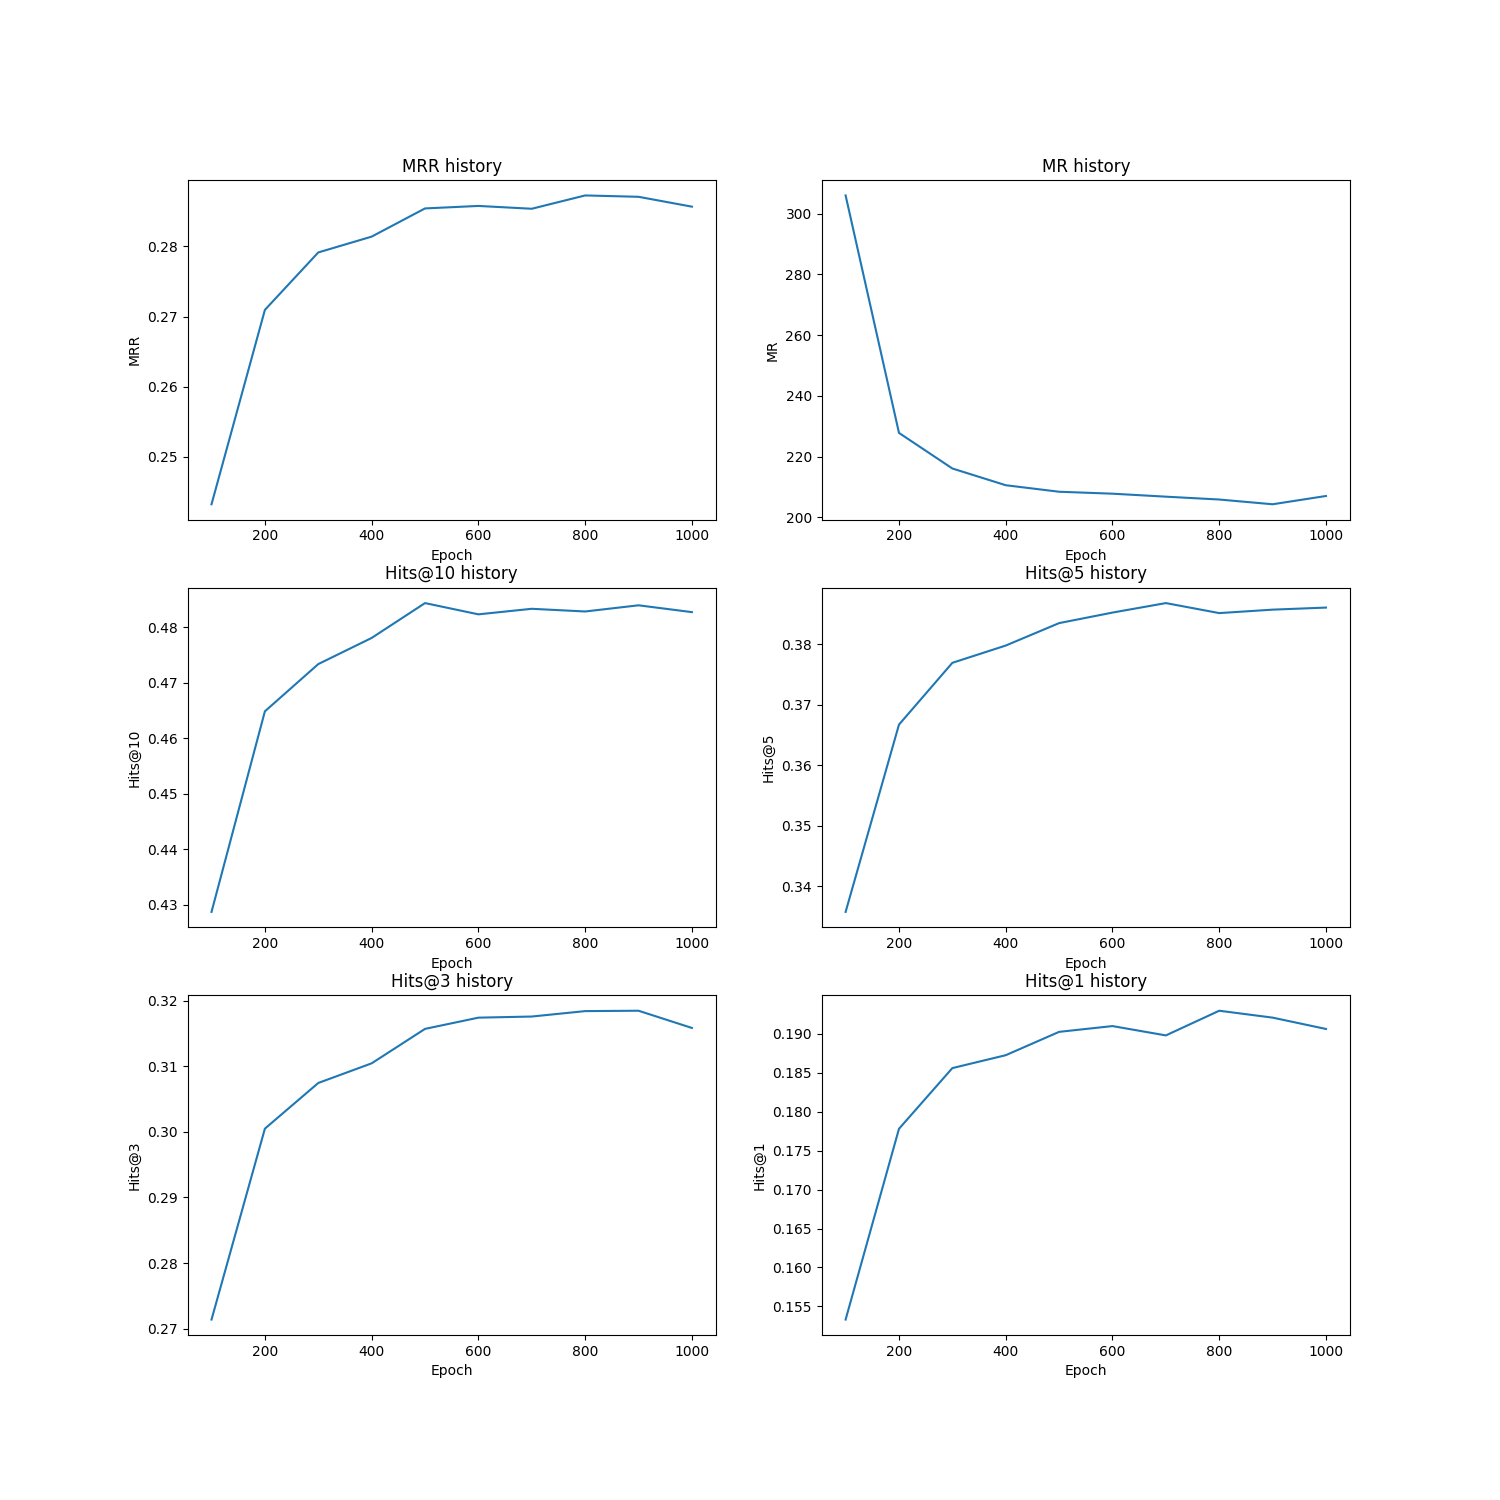 MRR history
0.28
0.27
0.26
0.25
MRR
200 400 600 800 1000
Epoch
MR history
300
280
260
240
220
200
MR
200 400 600 800 1000
Epoch
Hits@10 history
0.48
0.47
0.46
0.45
0.44
0.43
Hits@10
200 400 600 800 1000
Epoch
Hits@5 history
0.38
0.37
0.36
0.35
0.34
Hits@5
200 400 600 800 1000
Epoch
Hits@3 history
0.32
0.31
0.30
0.29
0.28
0.27
Hits@3
200 400 600 800 1000
Epoch
Hits@1 history
0.190
0.185
0.180
0.175
0.170
0.165
0.160
0.155
Hits@1
200 400 600 800 1000
Epoch